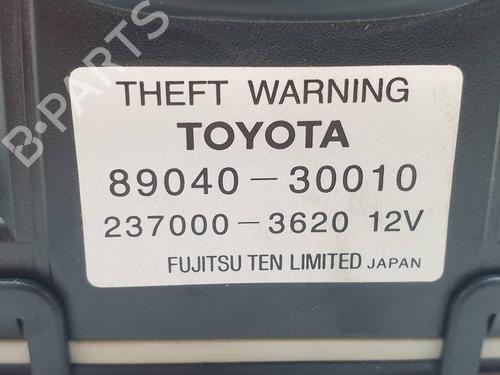 B-PARTS
THEFT WARNING
TOYOTA
89040-30010
237000-3620 12V
FUJITSU TEN LIMITED JAPAN